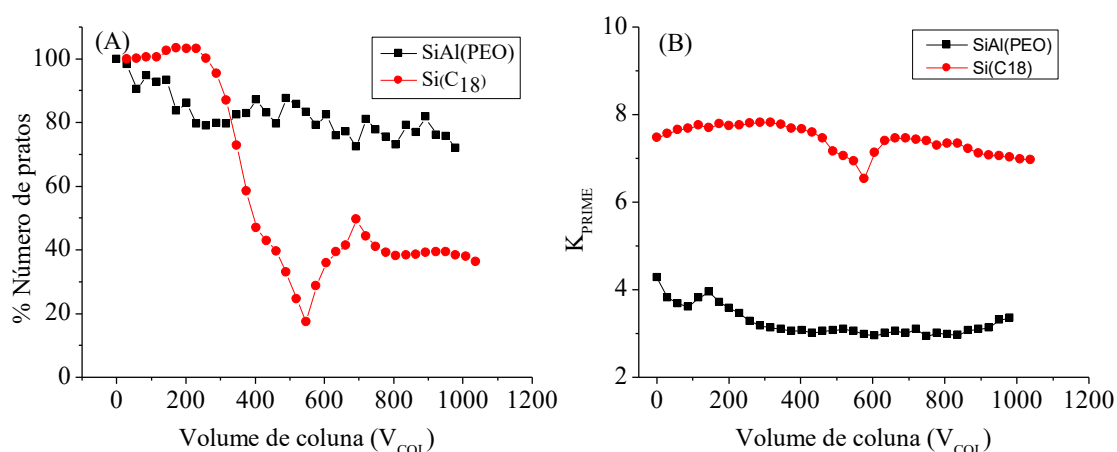 (A)
SiAl(PEO)
Si(C18)
% Número de pratos
100
80
60
40
20
0
0 200 400 600 800 1000 1200
Volume de coluna (VCOL)
(B)
SiAl(PEO)
Si(C18)
KPRIME
10
8
6
4
2
0 200 400 600 800 1000 1200
Volume de coluna (VCOL)